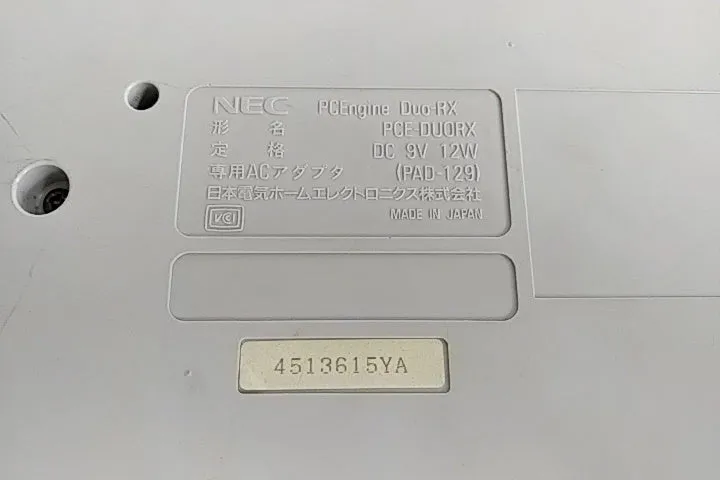 NEC PCEngine Duo-RX
形 名 PCE-DUORX
定 格 DC 9V 12W
専用ACアダプタ (PAD-129)
日本電気ホームエレクトロニクス株式会社
VCI MADE IN JAPAN
4513615YA